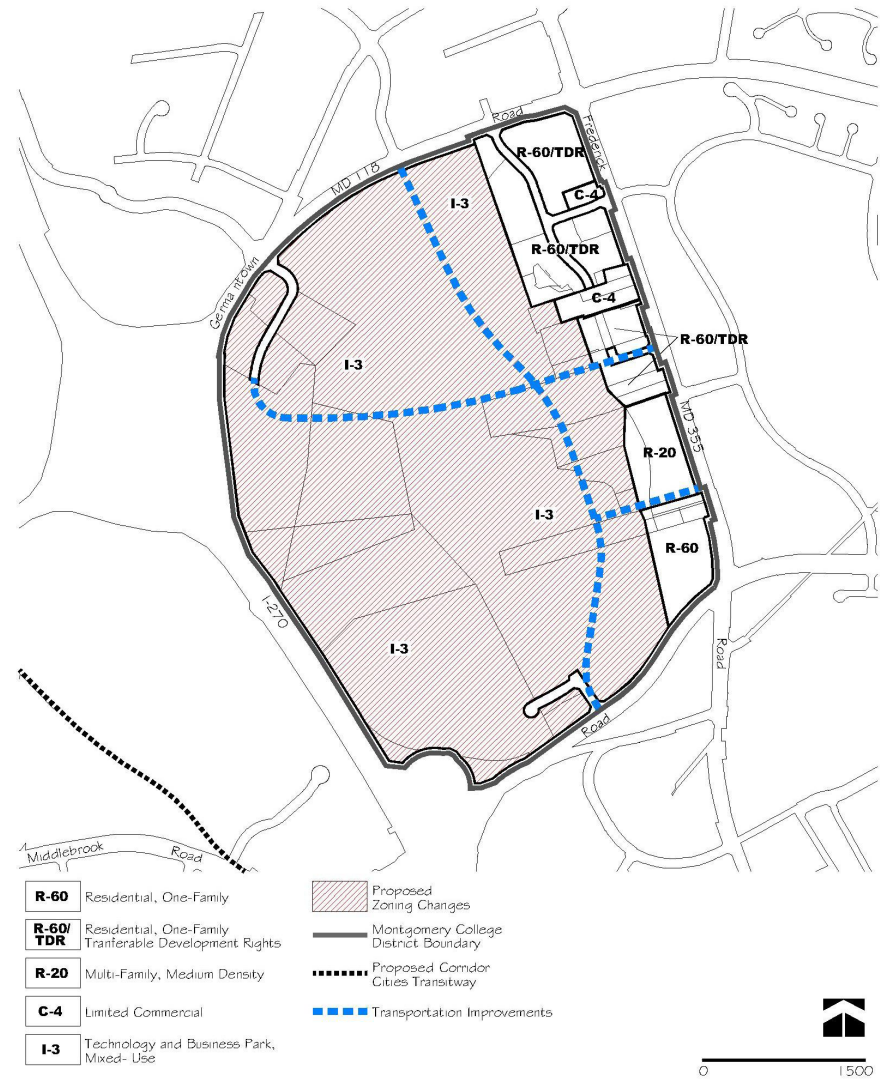 Road
MD 118
Frederick
R-60/TDR
C-4
I-3
R-60/TDR
Germantown
C-4
R-60/TDR
I-3
MD 355
R-20
I-3
R-60
I-270
I-3
Road
Road
Middlebrook
Road
R-60
Residential, One-Family
R-60/
TDR
Residential, One-Family
Tranferable Development Rights
R-20
Multi-Family, Medium Density
C-4
Limited Commercial
I-3
Technology and Business Park,
Mixed- Use
Proposed
Zoning Changes
Montgomery College
District Boundary
Proposed Corridor
Cities Transitway
Transportation Improvements
0
1500